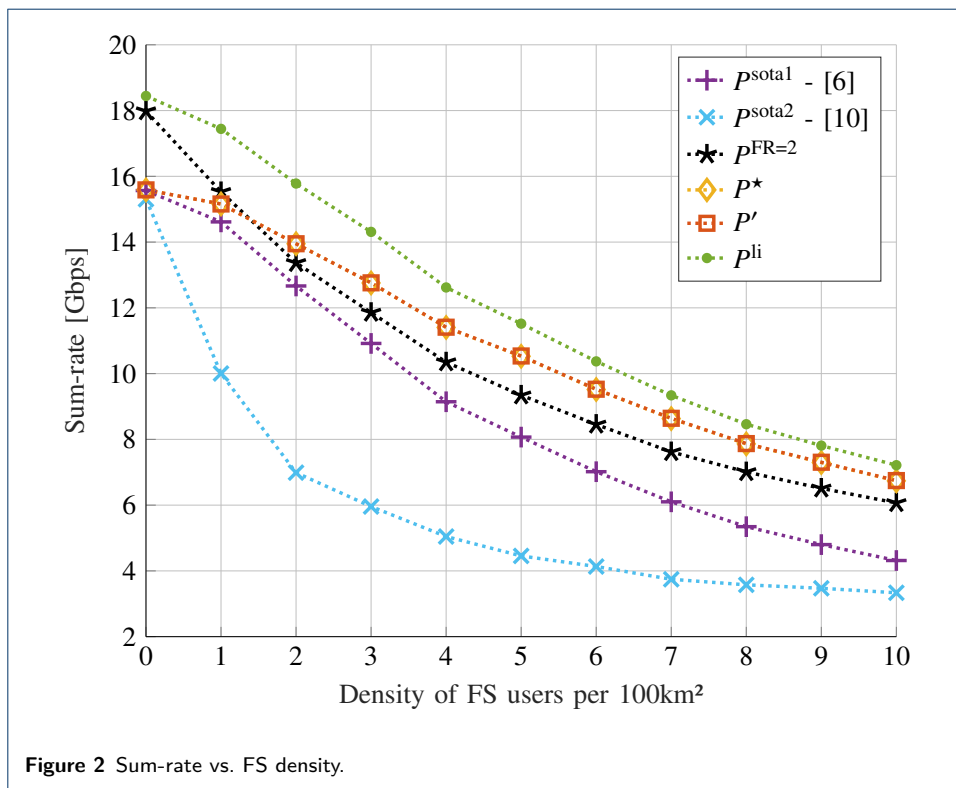 20
18
16
14
12
10
8
6
4
2
Sum-rate [Gbps]
P^sota1 - [6]
P^sota2 - [10]
P^FR=2
P^⋆
P′
P^li
0 1 2 3 4 5 6 7 8 9 10
Density of FS users per 100km²
Figure 2 Sum-rate vs. FS density.